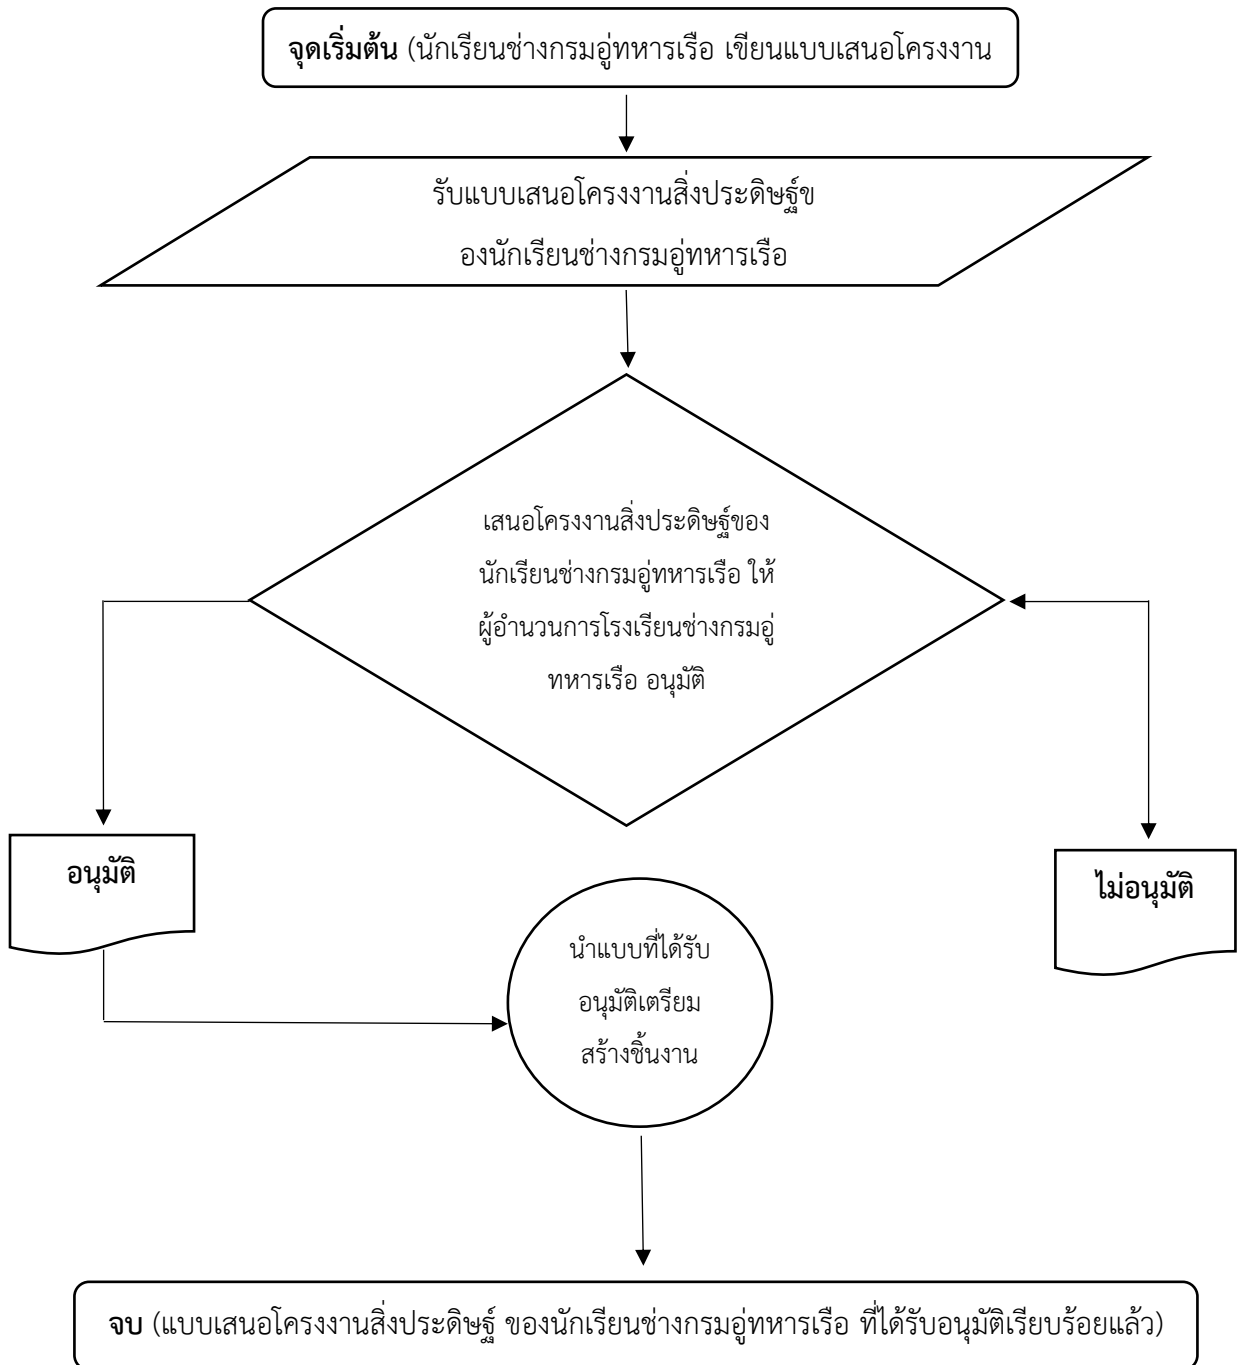 จุดเริ่มต้น (นักเรียนช่างกรมอู่ทหารเรือ เขียนแบบเสนอโครงงาน
รับแบบเสนอโครงงานสิ่งประดิษฐ์ข
องนักเรียนช่างกรมอู่ทหารเรือ
เสนอโครงงานสิ่งประดิษฐ์ของ
นักเรียนช่างกรมอู่ทหารเรือ ให้
ผู้อำนวยการโรงเรียนช่างกรมอู่
ทหารเรือ อนุมัติ
อนุมัติ
ไม่อนุมัติ
นำแบบที่ได้รับ
อนุมัติเตรียม
สร้างชิ้นงาน
จบ (แบบเสนอโครงงานสิ่งประดิษฐ์ ของนักเรียนช่างกรมอู่ทหารเรือ ที่ได้รับอนุมัติเรียบร้อยแล้ว)